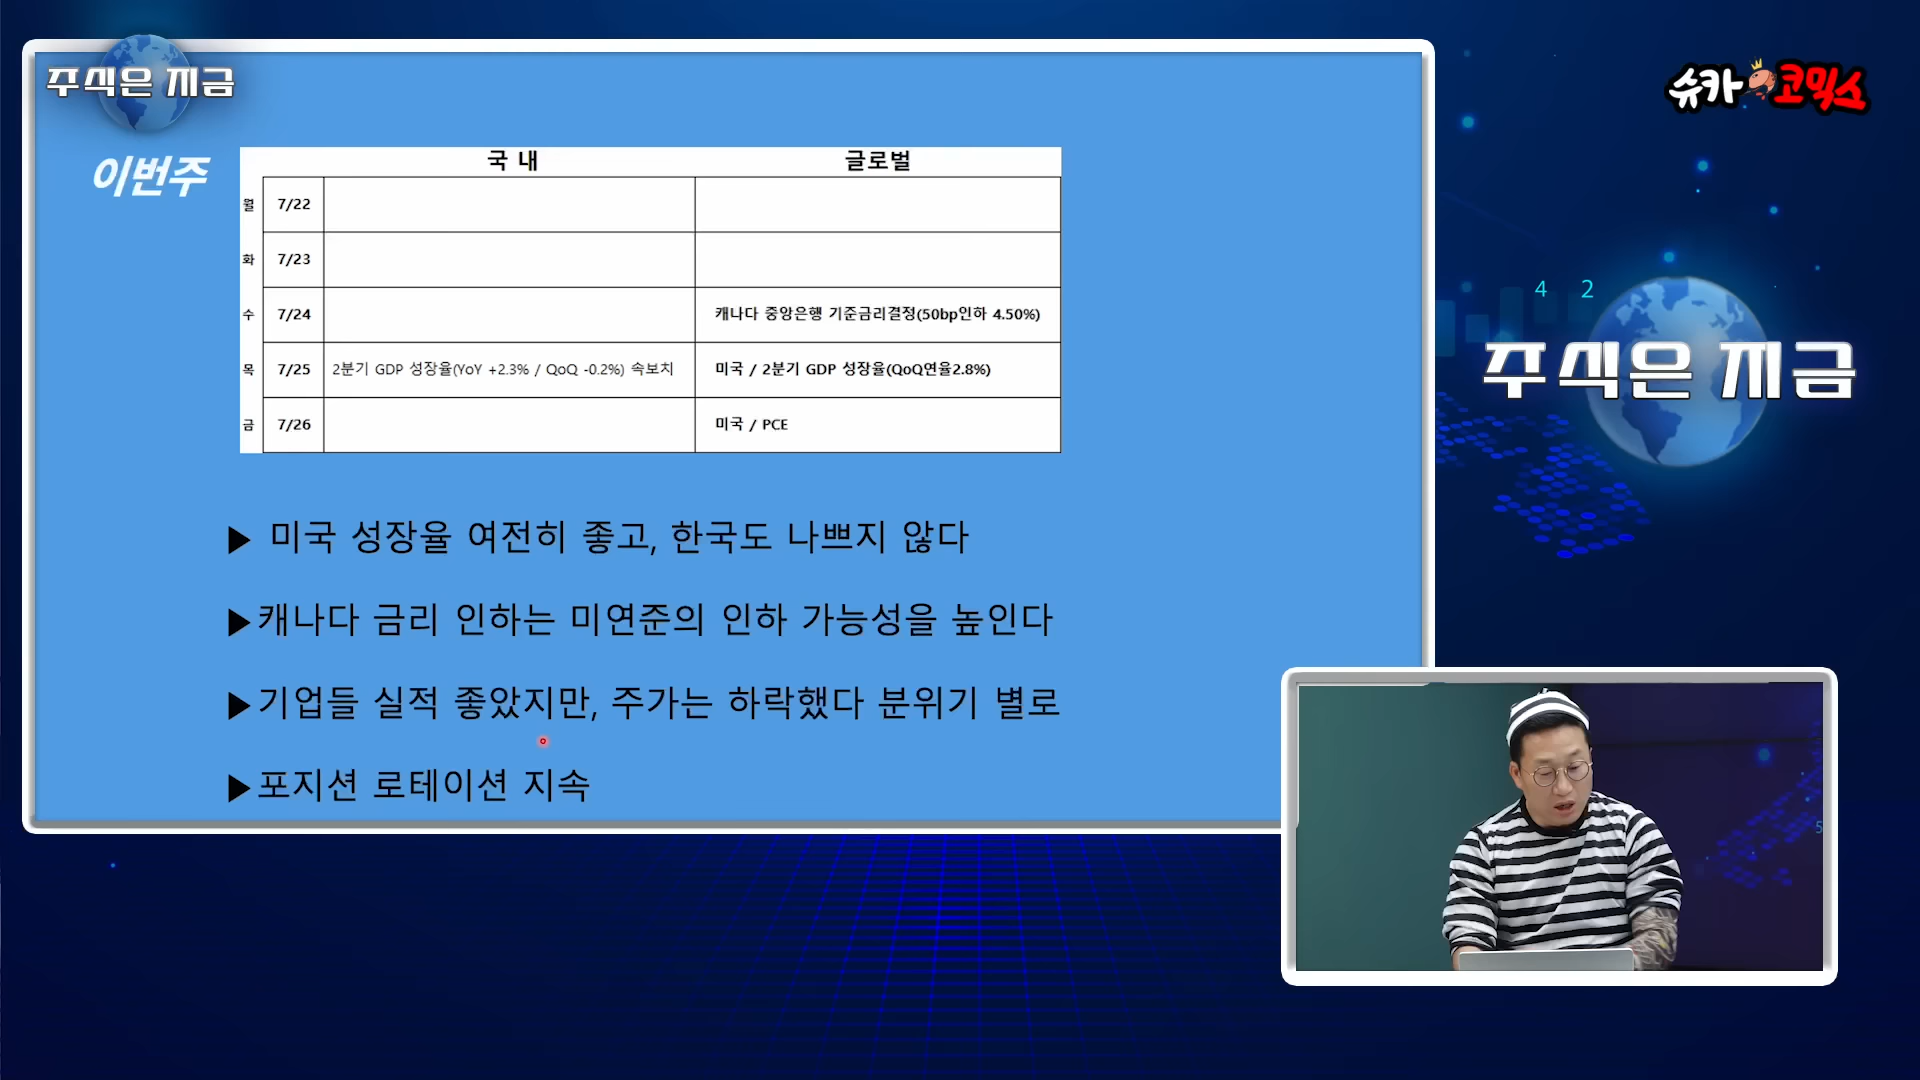 주식은 지금
슈카코믹스
이번주
국 내 글로벌
월 7/22
화 7/23
수 7/24 캐나다 중앙은행 기준금리결정(50bp인하 4.50%)
목 7/25 2분기 GDP 성장율(YoY +2.3% / QoQ -0.2%) 속보치 미국 / 2분기 GDP 성장율(QoQ연율2.8%)
금 7/26 미국 / PCE
▶ 미국 성장율 여전히 좋고, 한국도 나쁘지 않다
▶캐나다 금리 인하는 미연준의 인하 가능성을 높인다
▶기업들 실적 좋았지만, 주가는 하락했다 분위기 별로
▶포지션 로테이션 지속
4 2
주식은 지금
5